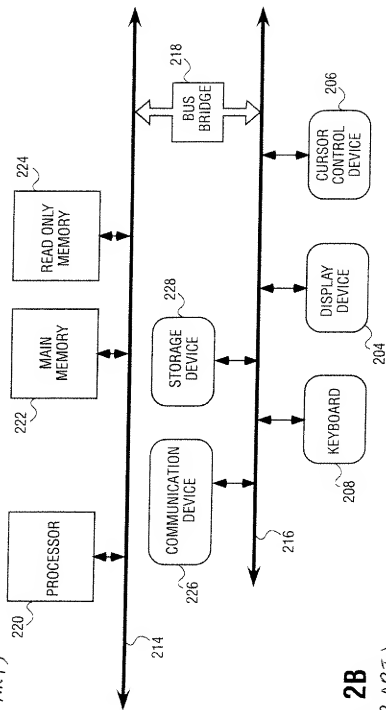 224
READ ONLY
MEMORY
222
MAIN
MEMORY
220
PROCESSOR
214
218
BUS
BRIDGE
228
STORAGE
DEVICE
226
COMMUNICATION
DEVICE
216
206
CURSOR
CONTROL
DEVICE
204
DISPLAY
DEVICE
208
KEYBOARD
2B